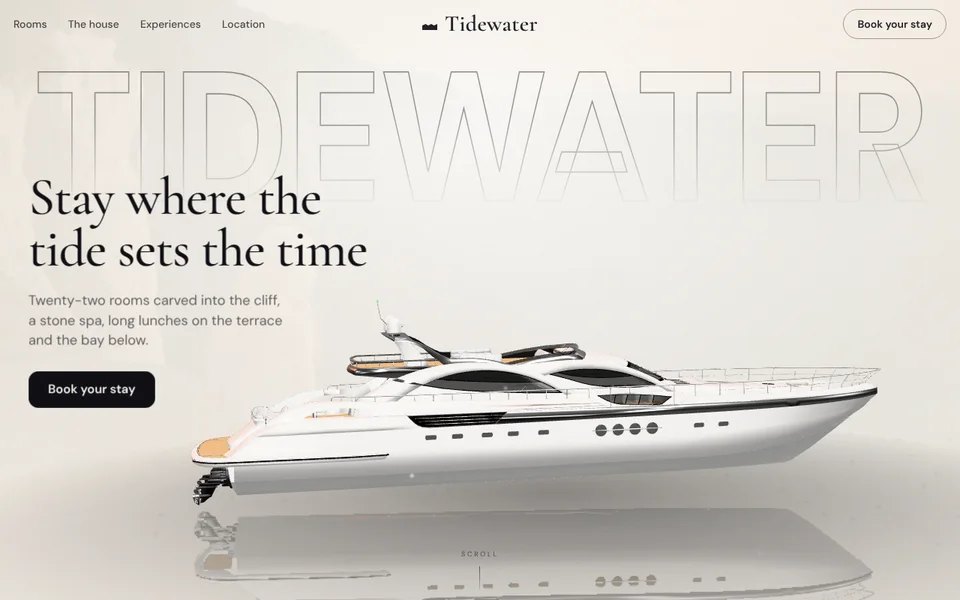 Rooms The house Experiences Location Tidewater Book your stay
TIDEWATER
Stay where the
tide sets the time
Twenty-two rooms carved into the cliff,
a stone spa, long lunches on the terrace
and the bay below.
Book your stay
SCROLL